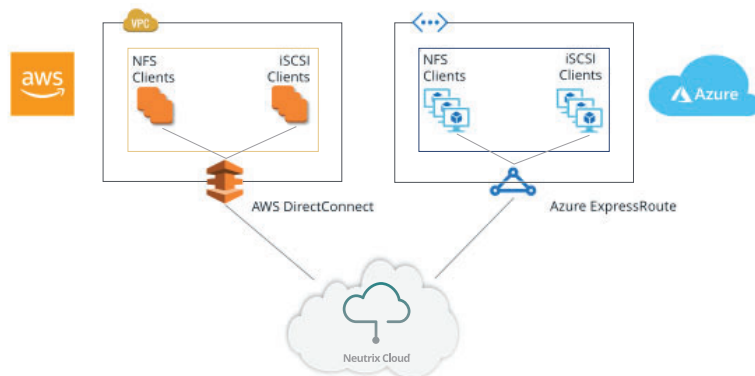 VPC
aws
NFS
Clients
iSCSI
Clients
NFS
Clients
iSCSI
Clients
Azure
AWS DirectConnect
Azure ExpressRoute
Neutrix Cloud